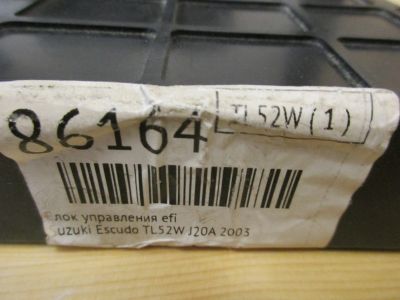 86164 TL52W(1)
лок управления efi
uzuki Escudo TL52W J20A 2003